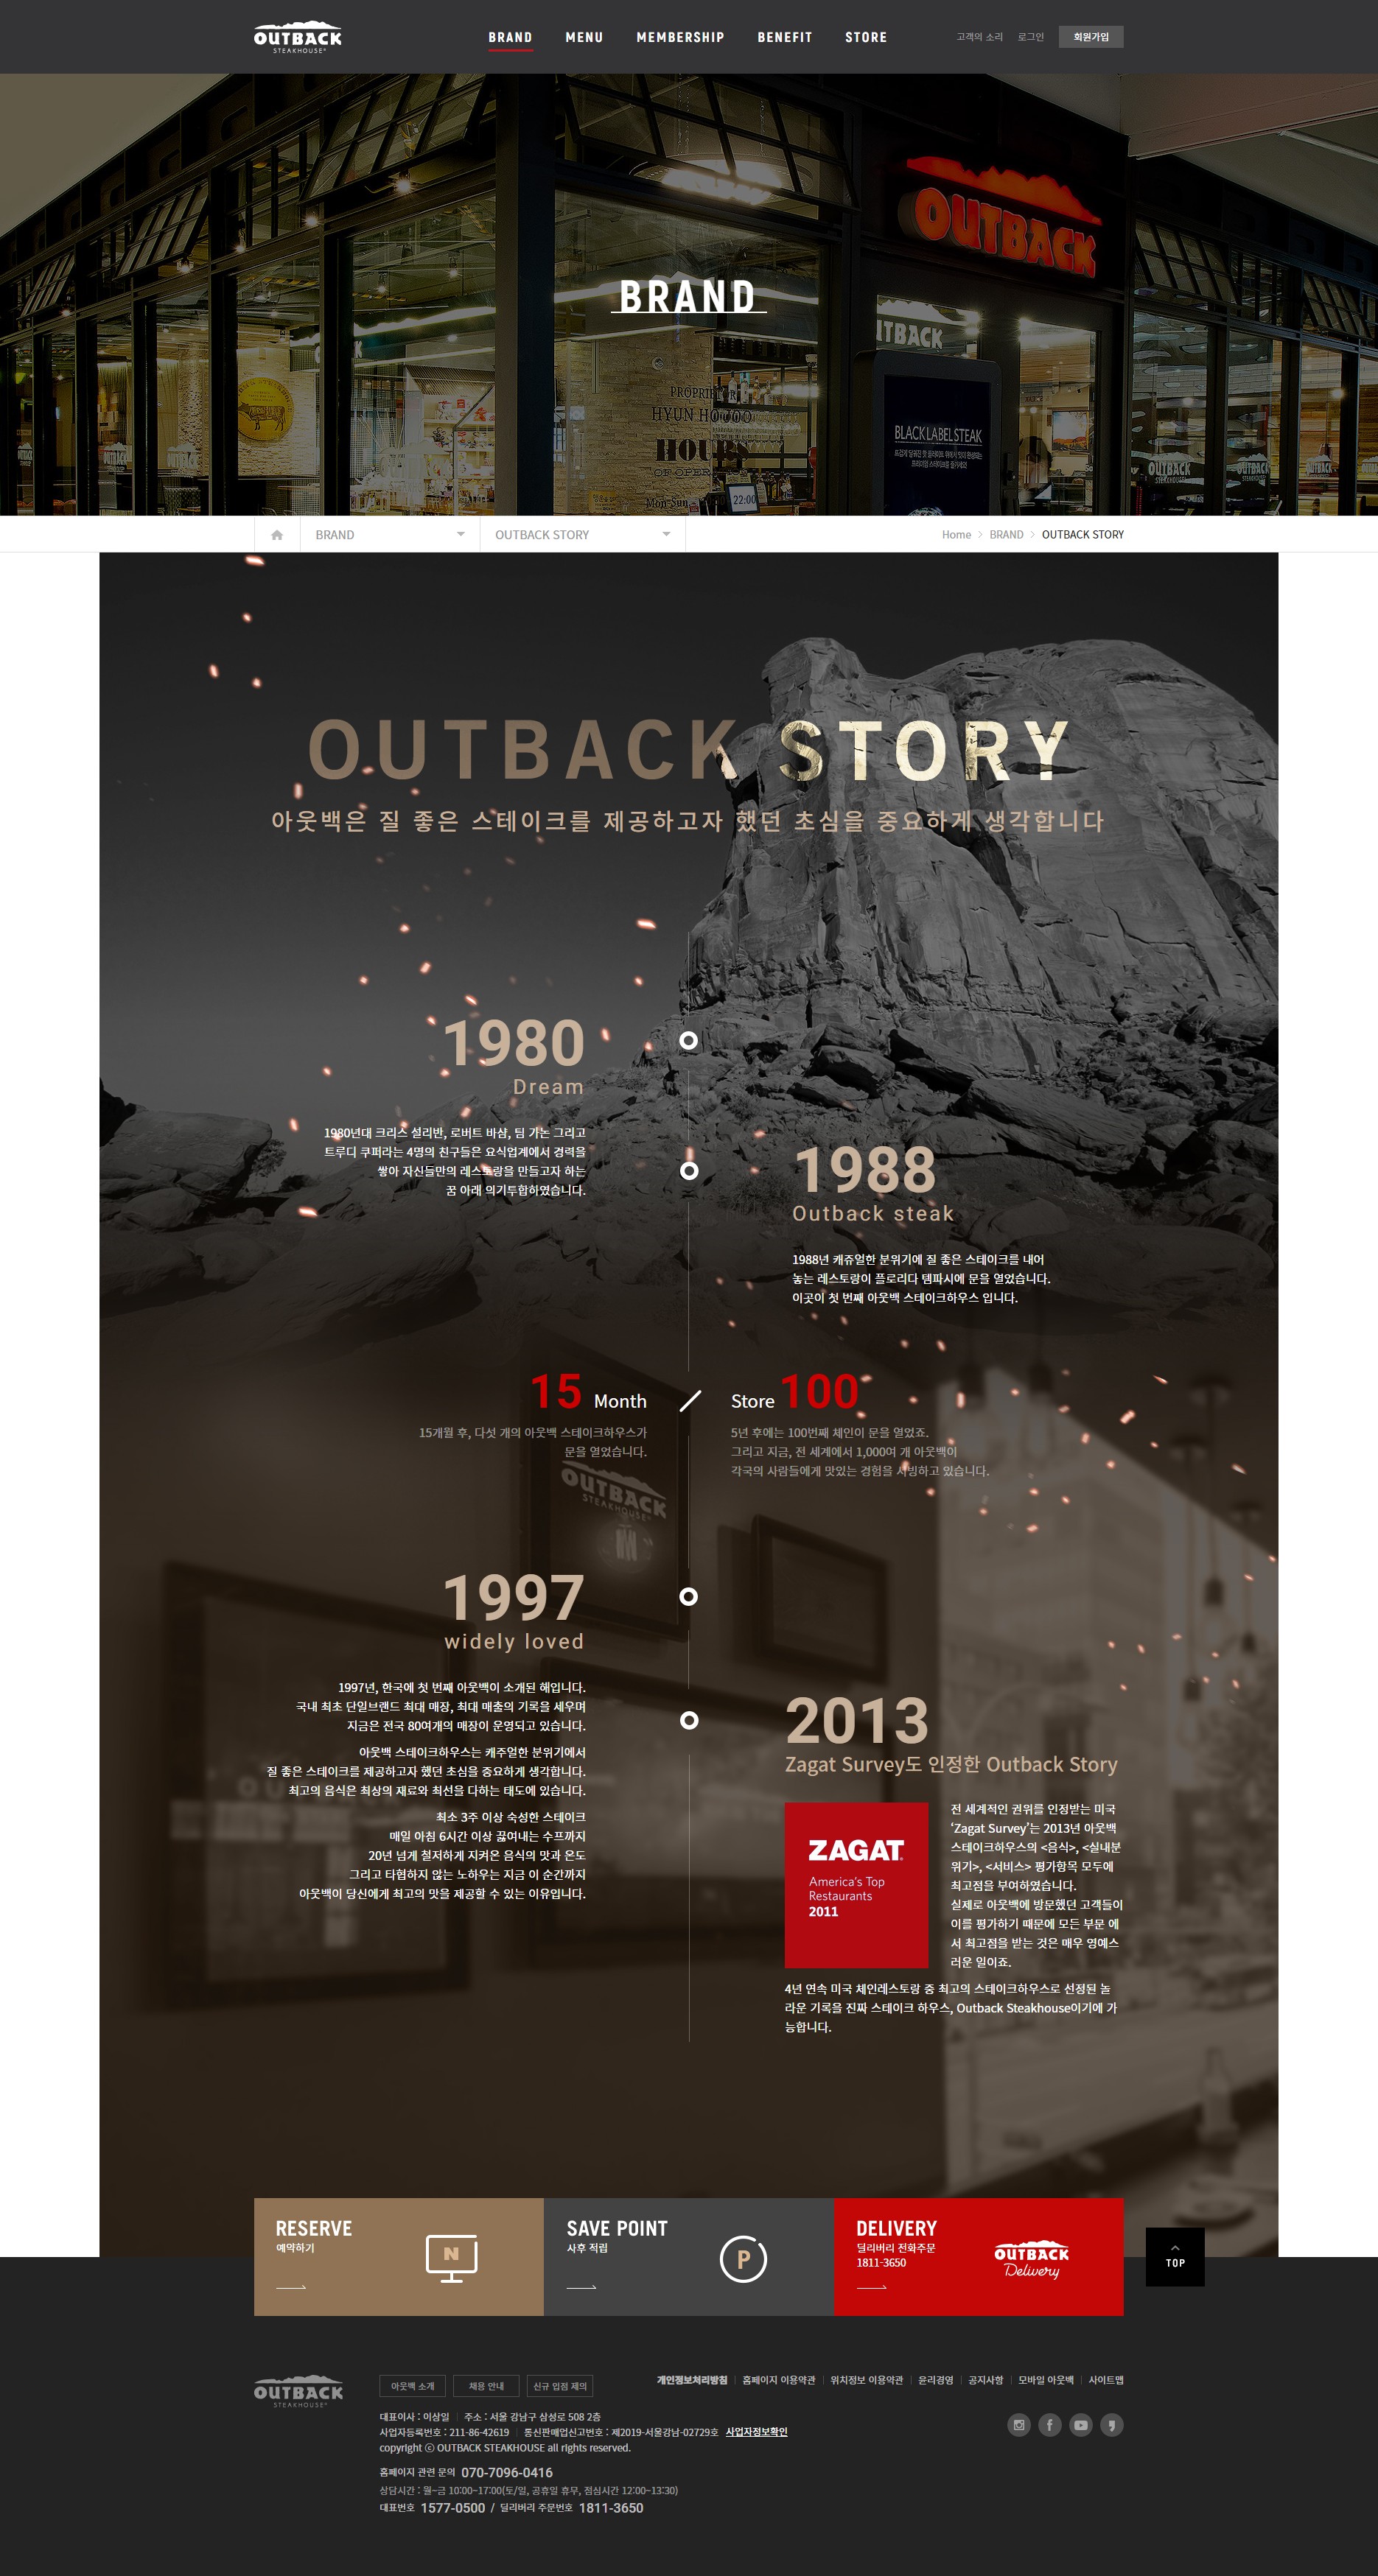 OUTBACK
STEAKHOUSE
BRAND
MENU
MEMBERSHIP
BENEFIT
STORE
고객의 소리
로그인
회원가입
OUTBACK
OUTBACK
BRAND
PROPRIETOR
HOURS
BLACK LABEL STEAK
22:00
OUTBACK
OUTBACK
BRAND
OUTBACK STORY
Home > BRAND > OUTBACK STORY
OUTBACK STORY
아웃백은 질 좋은 스테이크를 제공하고자 했던 초심을 중요하게 생각합니다
1980
Dream
1980년대 크리스 설리반, 로버트 바샴, 팀 가논 그리고
트루디 쿠퍼라는 4명의 친구들은 요식업계에서 경력을
쌓아 자신들만의 레스토랑을 만들고자 하는
꿈 아래 의기투합하였습니다.
1988
Outback steak
1988년 캐쥬얼한 분위기에 질 좋은 스테이크를 내어
놓는 레스토랑이 플로리다 템파시에 문을 열었습니다.
이곳이 첫 번째 아웃백 스테이크하우스 입니다.
15 Month
15개월 후, 다섯 개의 아웃백 스테이크하우스가
문을 열었습니다.
Store 100
5년 후에는 100번째 체인이 문을 열었죠.
그리고 지금, 전 세계에서 1,000여 개 아웃백이
각국의 사람들에게 맛있는 경험을 서빙하고 있습니다.
OUTBACK
STEAKHOUSE
1997
widely loved
1997년, 한국에 첫 번째 아웃백이 소개된 해입니다.
국내 최초 단일브랜드 최대 매장, 최대 매출의 기록을 세우며
지금은 전국 80여개의 매장이 운영되고 있습니다.
아웃백 스테이크하우스는 캐주얼한 분위기에서
질 좋은 스테이크를 제공하고자 했던 초심을 중요하게 생각합니다.
최고의 음식은 최상의 재료와 최선을 다하는 태도에 있습니다.
최소 3주 이상 숙성한 스테이크
매일 아침 6시간 이상 끓여내는 수프까지
20년 넘게 철저하게 지켜온 음식의 맛과 온도
그리고 타협하지 않는 노하우는 지금 이 순간까지
아웃백이 당신에게 최고의 맛을 제공할 수 있는 이유입니다.
2013
Zagat Survey도 인정한 Outback Story
ZAGAT
America's Top
Restaurants
2011
전 세계적인 권위를 인정받는 미국
‘Zagat Survey’는 2013년 아웃백
스테이크하우스의 <음식>, <실내분
위기>, <서비스> 평가항목 모두에
최고점을 부여하였습니다.
실제로 아웃백에 방문했던 고객들이
이를 평가하기 때문에 모든 부문 에
서 최고점을 받는 것은 매우 영예스
러운 일이죠.
4년 연속 미국 체인레스토랑 중 최고의 스테이크하우스로 선정된 놀
라운 기록을 진짜 스테이크 하우스, Outback Steakhouse이기에 가
능합니다.
RESERVE
예약하기
N
SAVE POINT
사후 적립
P
DELIVERY
딜리버리 전화주문
1811-3650
OUTBACK
Delivery
TOP
OUTBACK
STEAKHOUSE
아웃백 소개
채용 안내
신규 입점 제의
개인정보처리방침 | 홈페이지 이용약관 | 위치정보 이용약관 | 윤리경영 | 공지사항 | 모바일 아웃백 | 사이트맵
대표이사 : 이상일 | 주소 : 서울 강남구 삼성로 508 2층
사업자등록번호 : 211-86-42619 | 통신판매업신고번호 : 제2019-서울강남-02729호 사업자정보확인
copyright ⓒ OUTBACK STEAKHOUSE all rights reserved.
홈페이지 관련 문의 070-7096-0416
상담시간 : 월~금 10:00~17:00(토/일, 공휴일 휴무, 점심시간 12:00~13:30)
대표번호 1577-0500 / 딜리버리 주문번호 1811-3650